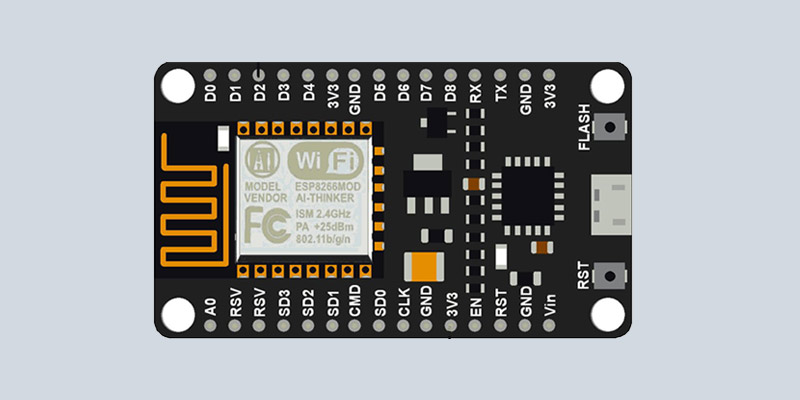 D0 D1 D2 D3 D4 3V3 GND D5 D6 D7 D8 RX TX GND 3V3
FLASH
AI
Wi Fi
MODEL ESP8266MOD
VENDOR AI-THINKER
FC
ISM 2.4GHz
PA +25dBm
802.11b/g/n
RST
A0 RSV RSV SD3 SD2 SD1 CMD SD0 CLK GND 3V3 EN RST GND Vin